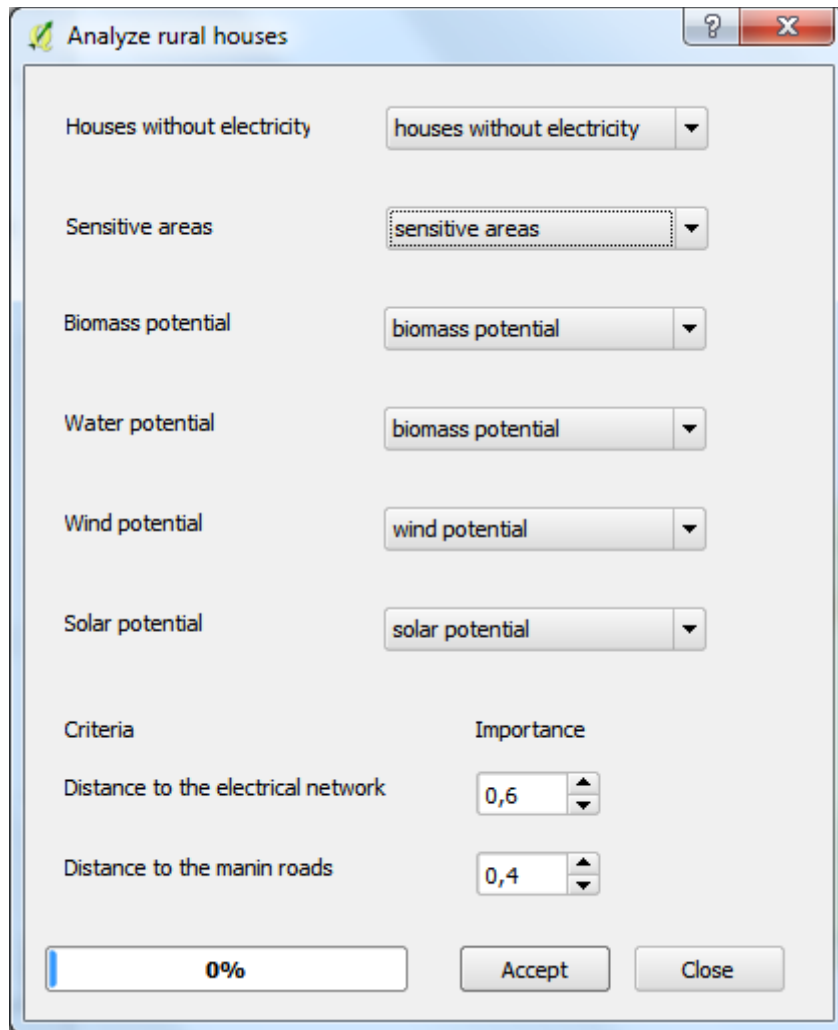 Analyze rural houses
Houses without electricity houses without electricity
Sensitive areas sensitive areas
Biomass potential biomass potential
Water potential biomass potential
Wind potential wind potential
Solar potential solar potential
Criteria Importance
Distance to the electrical network 0,6
Distance to the manin roads 0,4
0% Accept Close